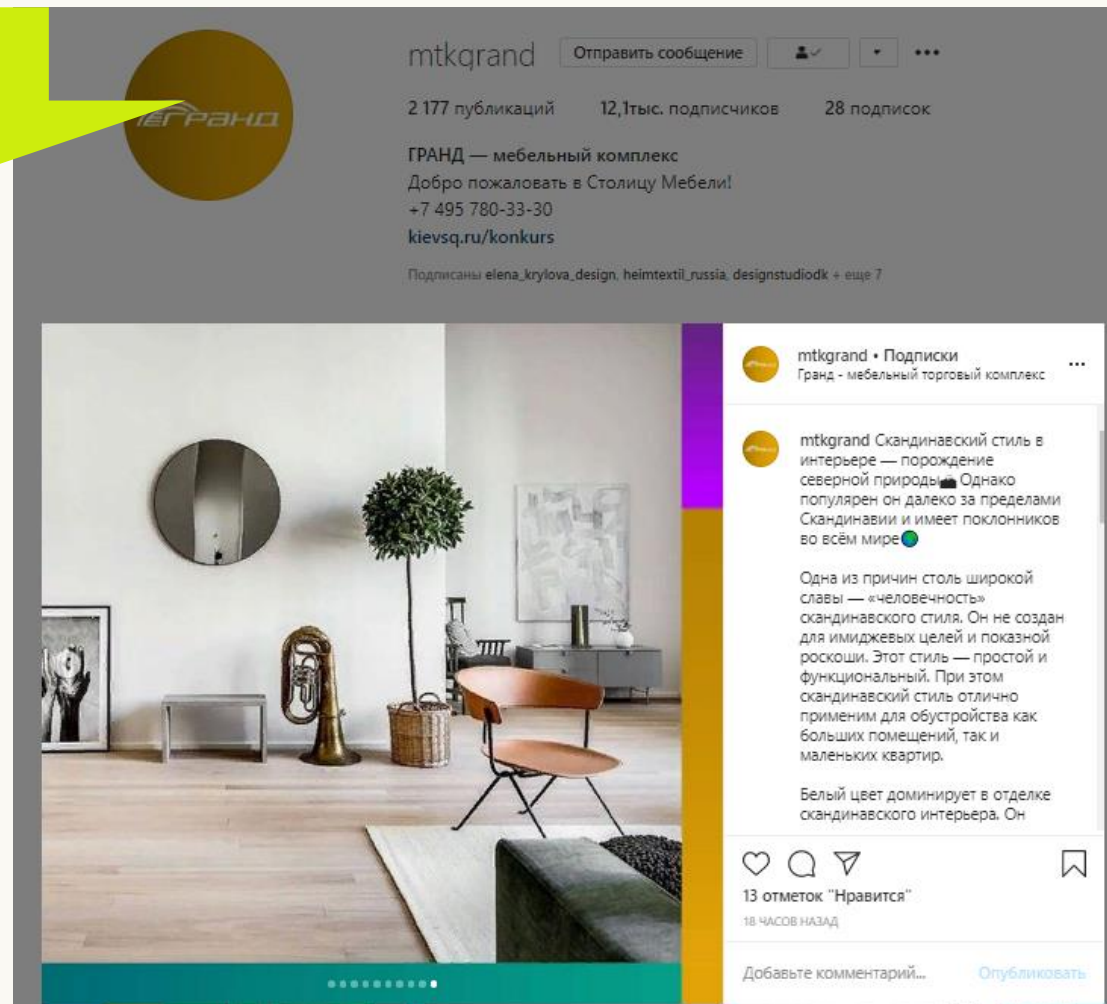 ГРАНД
mtkgrand Отправить сообщение
2 177 публикаций 12,1тыс. подписчиков 28 подписок
ГРАНД — мебельный комплекс
Добро пожаловать в Столицу Мебели!
+7 495 780-33-30
kievsq.ru/konkurs
Подписаны elena_krylova_design, heimtextil_russia, designstudiodk + еще 7
mtkgrand • Подписки
Гранд - мебельный торговый комплекс
mtkgrand Скандинавский стиль в
интерьере — порождение
северной природы Однако
популярен он далеко за пределами
Скандинавии и имеет поклонников
во всём мире
Одна из причин столь широкой
славы — «человечность»
скандинавского стиля. Он не создан
для имиджевых целей и показной
роскоши. Этот стиль — простой и
функциональный. При этом
скандинавский стиль отлично
применим для обустройства как
больших помещений, так и
маленьких квартир.
Белый цвет доминирует в отделке
скандинавского интерьера. Он
13 отметок "Нравится"
18 ЧАСОВ НАЗАД
Добавьте комментарий... Опубликовать